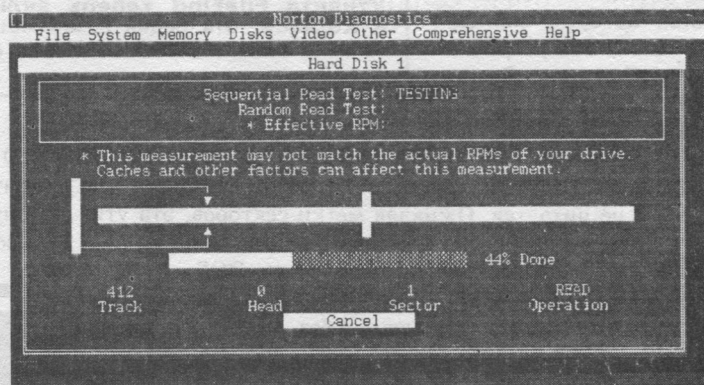 []
Norton Diagnostics
File System Memory Disks Video Other Comprehensive Help
Hard Disk 1
Sequential Read Test: TESTING
Random Read Test:
* Effective RPM:
* This measurement may not match the actual RPMs of your drive.
Caches and other factors can affect this measurement.
44% Done
412 0 1 READ
Track Head Sector Operation
Cancel